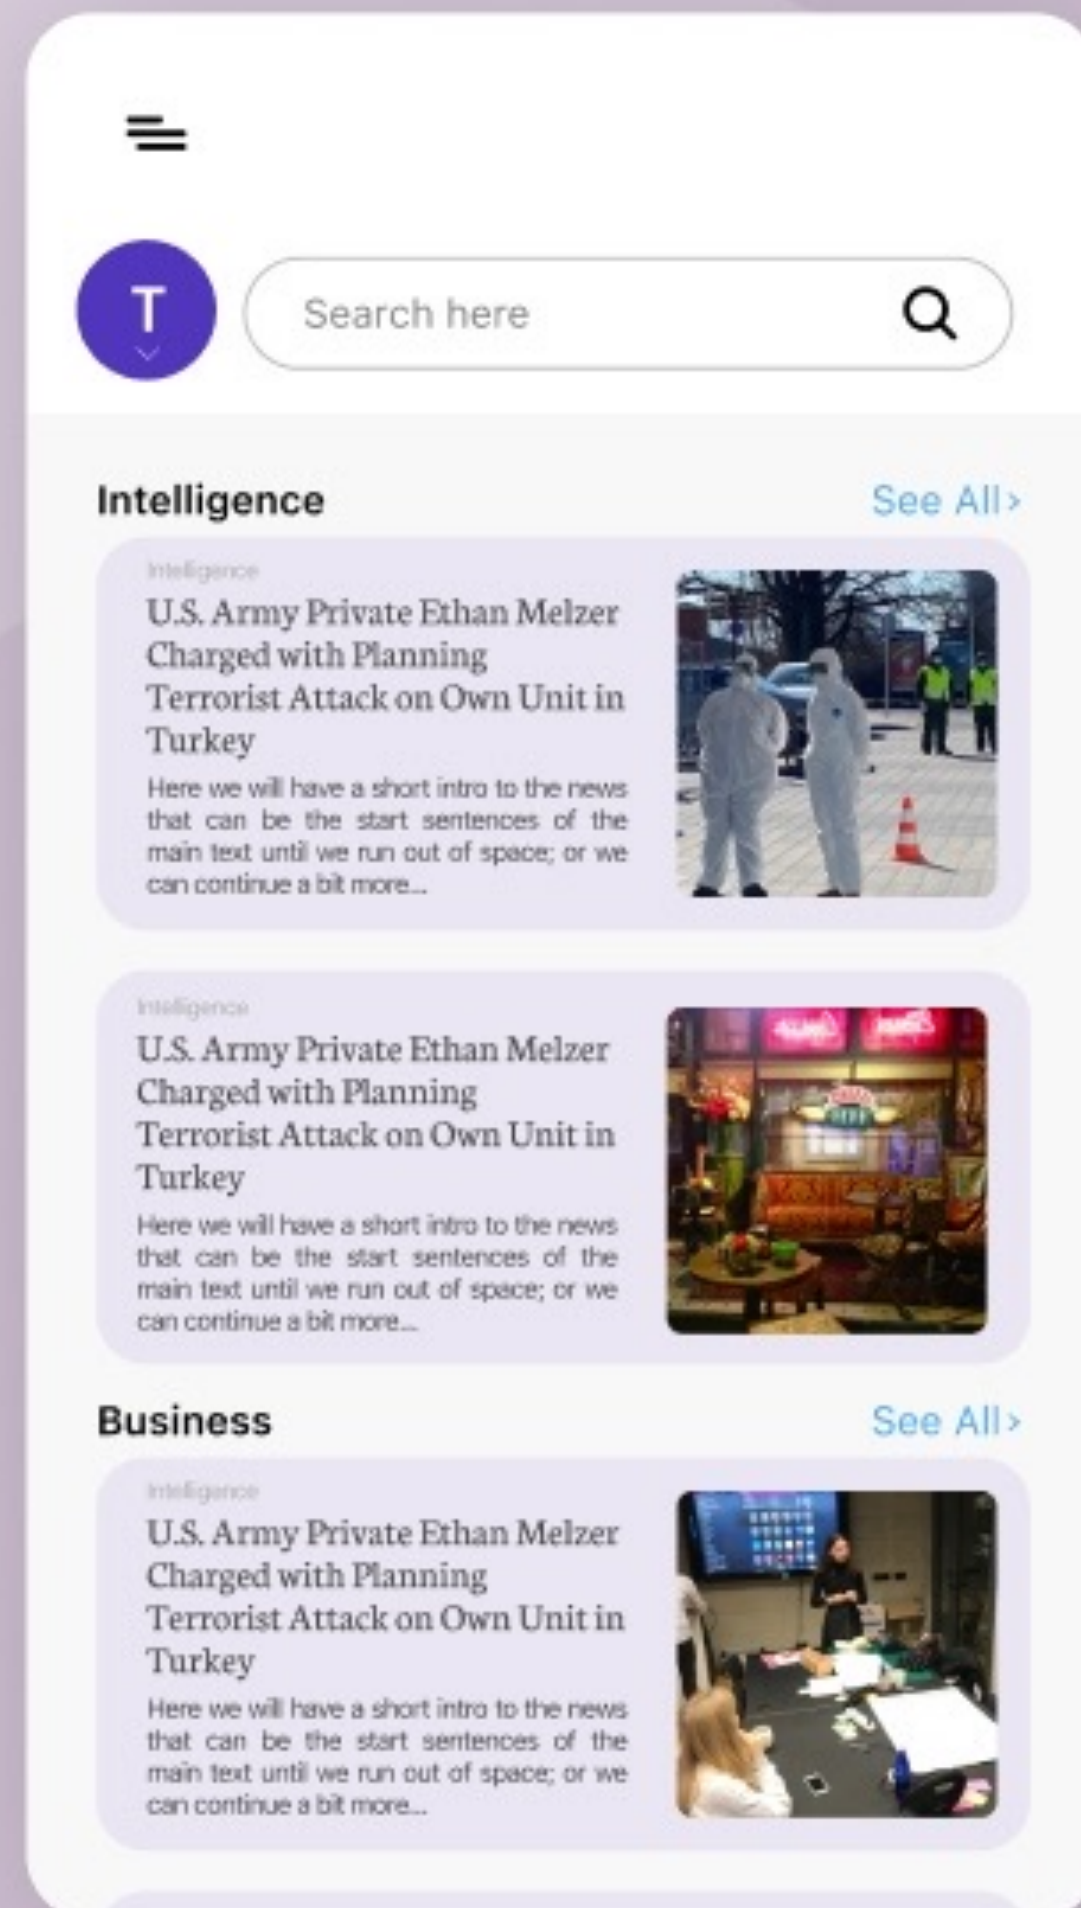 T
Search here
Intelligence
See All>
Intelligence
U.S. Army Private Ethan Melzer
Charged with Planning
Terrorist Attack on Own Unit in
Turkey
Here we will have a short intro to the news
that can be the start sentences of the
main text until we run out of space; or we
can continue a bit more...
Intelligence
U.S. Army Private Ethan Melzer
Charged with Planning
Terrorist Attack on Own Unit in
Turkey
Here we will have a short intro to the news
that can be the start sentences of the
main text until we run out of space; or we
can continue a bit more...
Business
See All>
Intelligence
U.S. Army Private Ethan Melzer
Charged with Planning
Terrorist Attack on Own Unit in
Turkey
Here we will have a short intro to the news
that can be the start sentences of the
main text until we run out of space; or we
can continue a bit more...